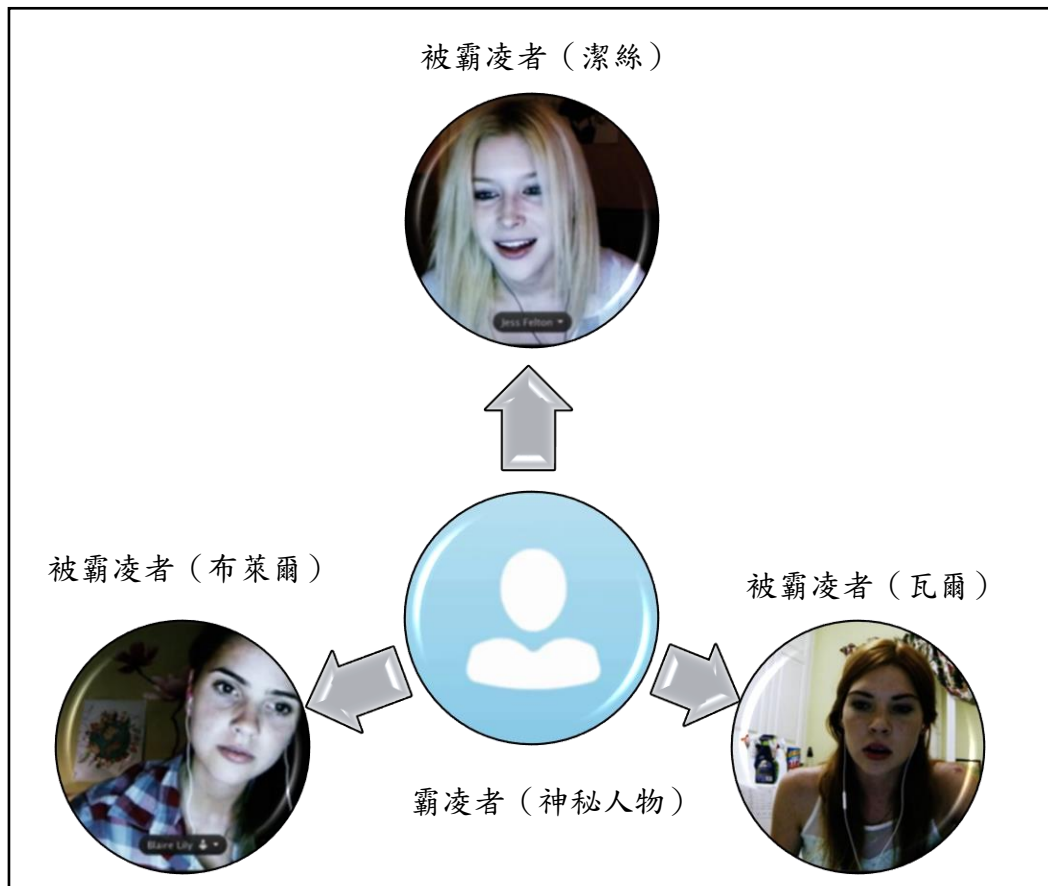 被霸凌者（潔絲）
Jess Felton
被霸凌者（布萊爾）
被霸凌者（瓦爾）
Blaire Lily
霸凌者（神秘人物）